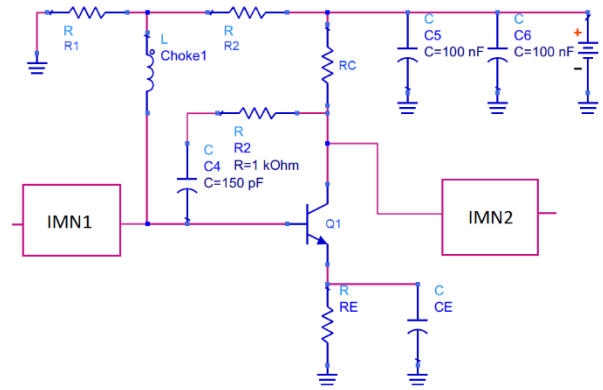 R
R1
L
Choke1
R
R2
RC
C
C5
C=100 nF
C
C6
C=100 nF
+
−
R
R2
R=1 kOhm
C
C4
C=150 pF
IMN1
Q1
IMN2
R
RE
C
CE